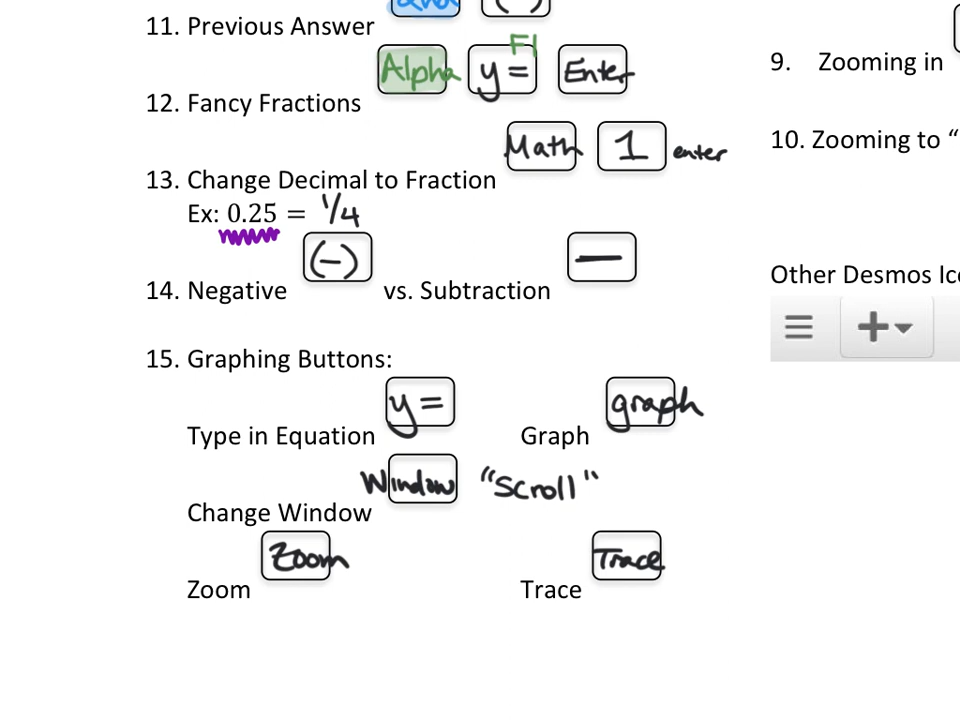 2nd (-)
11. Previous Answer
F1
Alpha y= Enter
12. Fancy Fractions
Math 1 enter
13. Change Decimal to Fraction
Ex: 0.25 = 1/4
(-) —
14. Negative vs. Subtraction
15. Graphing Buttons:
y= graph
Type in Equation Graph
Window "Scroll"
Change Window
Zoom Trace
Zoom Trace
9. Zooming in
10. Zooming to "
Other Desmos Ic